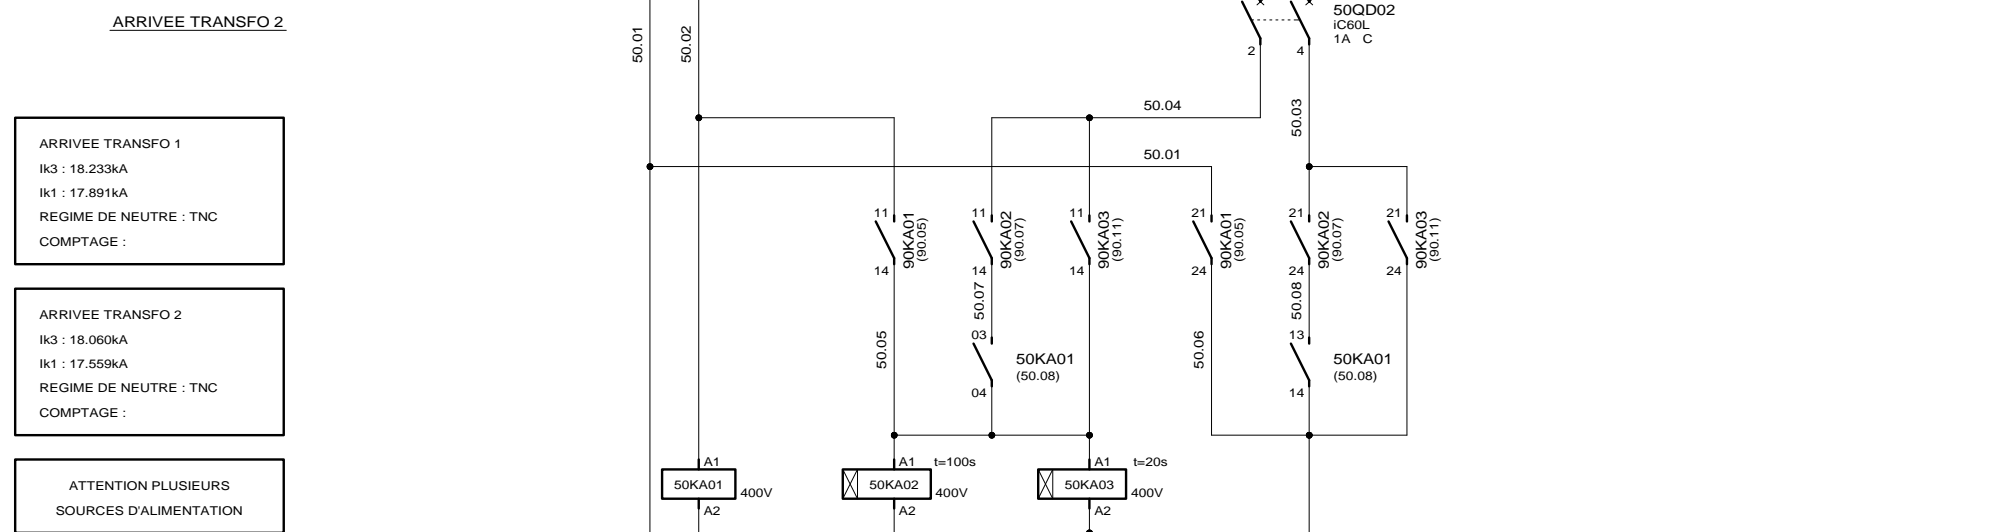 ARRIVEE TRANSFO 2
ARRIVEE TRANSFO 1
Ik3 : 18.233kA
Ik1 : 17.891kA
REGIME DE NEUTRE : TNC
COMPTAGE :
ARRIVEE TRANSFO 2
Ik3 : 18.060kA
Ik1 : 17.559kA
REGIME DE NEUTRE : TNC
COMPTAGE :
ATTENTION PLUSIEURS
SOURCES D'ALIMENTATION
50.01
50.02
50QD02
iC60L
1A C
2
4
50.04
50.03
50.01
11
90KA01
(90.05)
14
11
90KA02
(90.07)
14
11
90KA03
(90.11)
14
21
90KA01
(90.05)
24
21
90KA02
(90.07)
24
21
90KA03
(90.11)
24
50.07
50.08
50.05
03
50KA01
(50.08)
04
50.06
13
50KA01
(50.08)
14
A1
50KA01
400V
A2
A1
t=100s
50KA02
400V
A2
A1
t=20s
50KA03
400V
A2